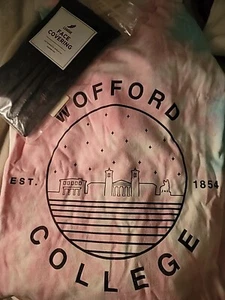 FACE
COVERING
WOFFORD
EST. 1854
COLLEGE